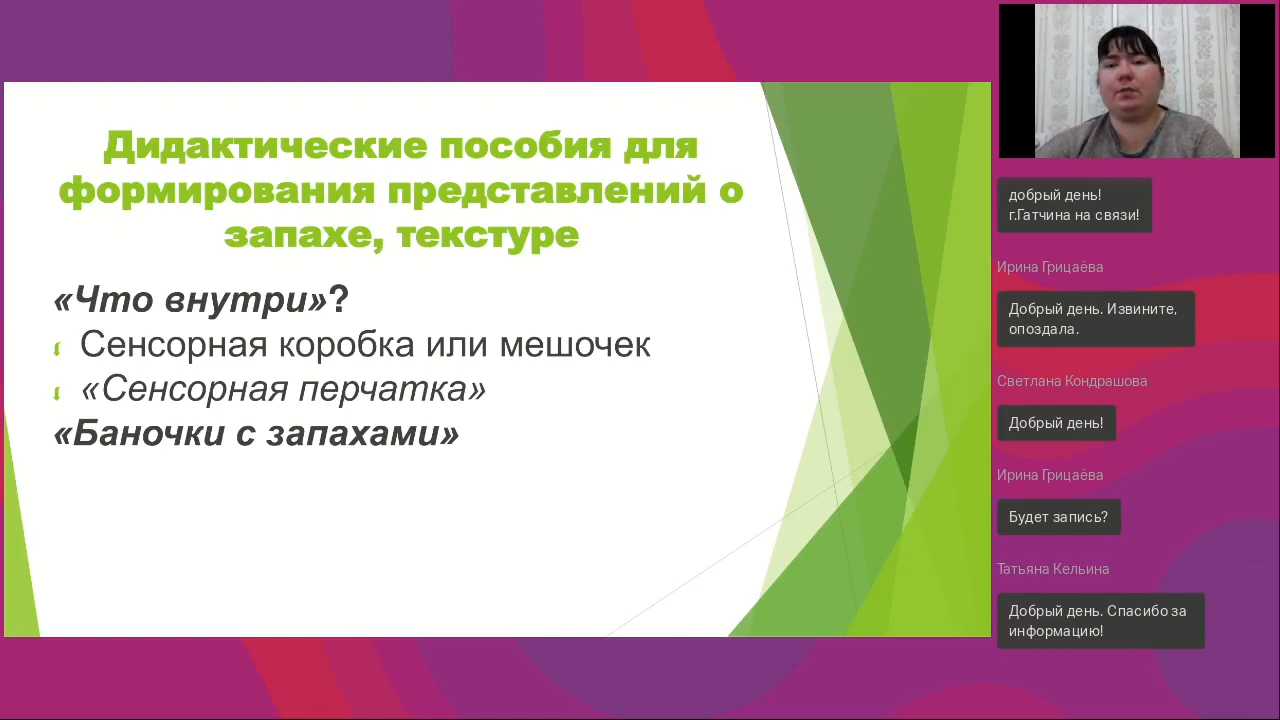 Дидактические пособия для
формирования представлений о
запахе, текстуре
«Что внутри»?
Сенсорная коробка или мешочек
«Сенсорная перчатка»
«Баночки с запахами»
добрый день!
г.Гатчина на связи!
Ирина Грицаёва
Добрый день. Извините,
опоздала.
Светлана Кондрашова
Добрый день!
Ирина Грицаёва
Будет запись?
Татьяна Кельина
Добрый день. Спасибо за
информацию!